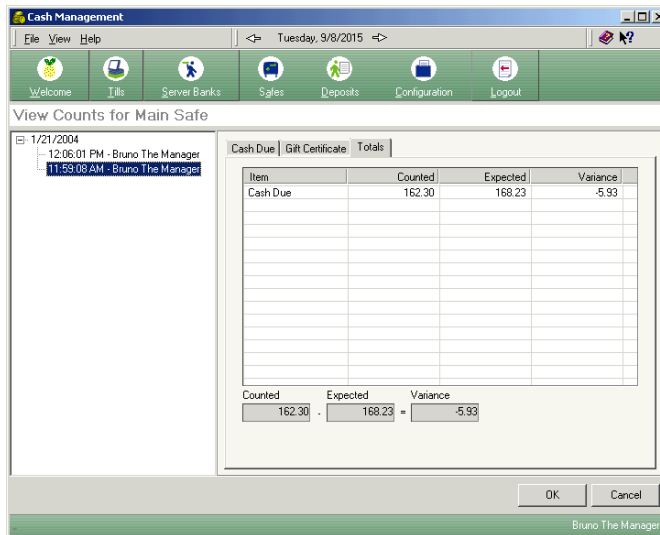 Cash Management
File View Help
Tuesday, 9/8/2015
Welcome Tills Server Banks Safes Deposits Configuration Logout
View Counts for Main Safe
1/21/2004
12:06:01 PM - Bruno The Manager
11:59:08 AM - Bruno The Manager
Cash Due Gift Certificate Totals
Item Counted Expected Variance
Cash Due 162.30 168.23 -5.93
Counted Expected Variance
162.30 - 168.23 = -5.93
OK Cancel
Bruno The Manager